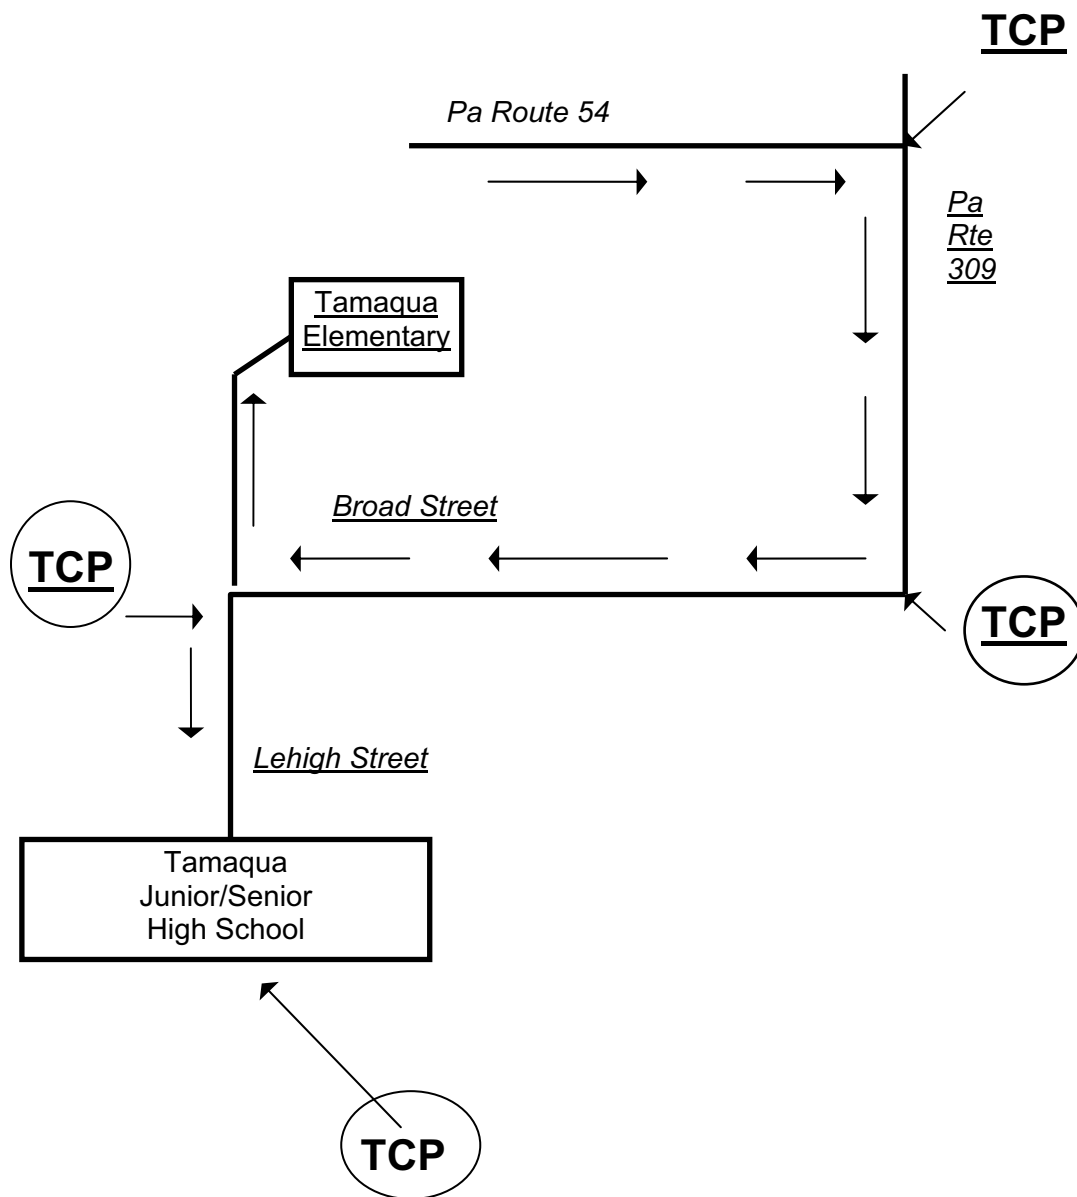 TCP
Pa Route 54
Pa
Rte
309
Tamaqua
Elementary
Broad Street
TCP
TCP
Lehigh Street
Tamaqua
Junior/Senior
High School
TCP